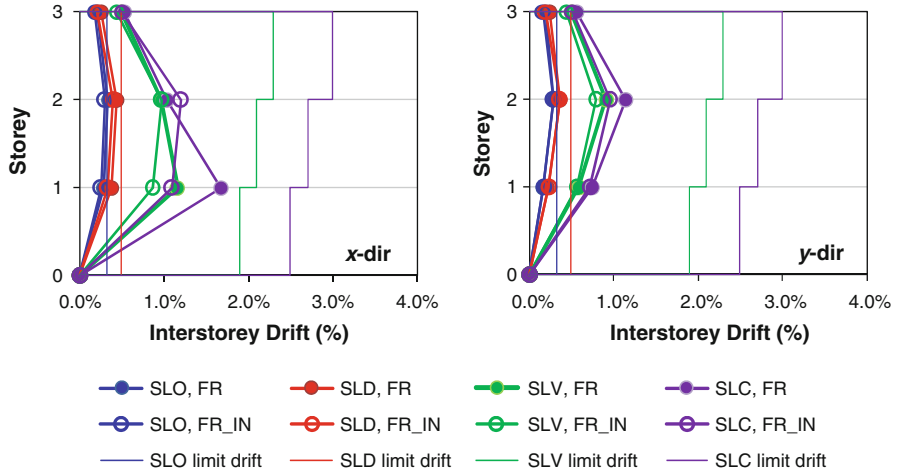 3
2
1
0
Storey
x-dir
0.0% 1.0% 2.0% 3.0% 4.0%
Interstorey Drift (%)
3
2
1
0
Storey
y-dir
0.0% 1.0% 2.0% 3.0% 4.0%
Interstorey Drift (%)
SLO, FR SLD, FR SLV, FR SLC, FR
SLO, FR_IN SLD, FR_IN SLV, FR_IN SLC, FR_IN
SLO limit drift SLD limit drift SLV limit drift SLC limit drift